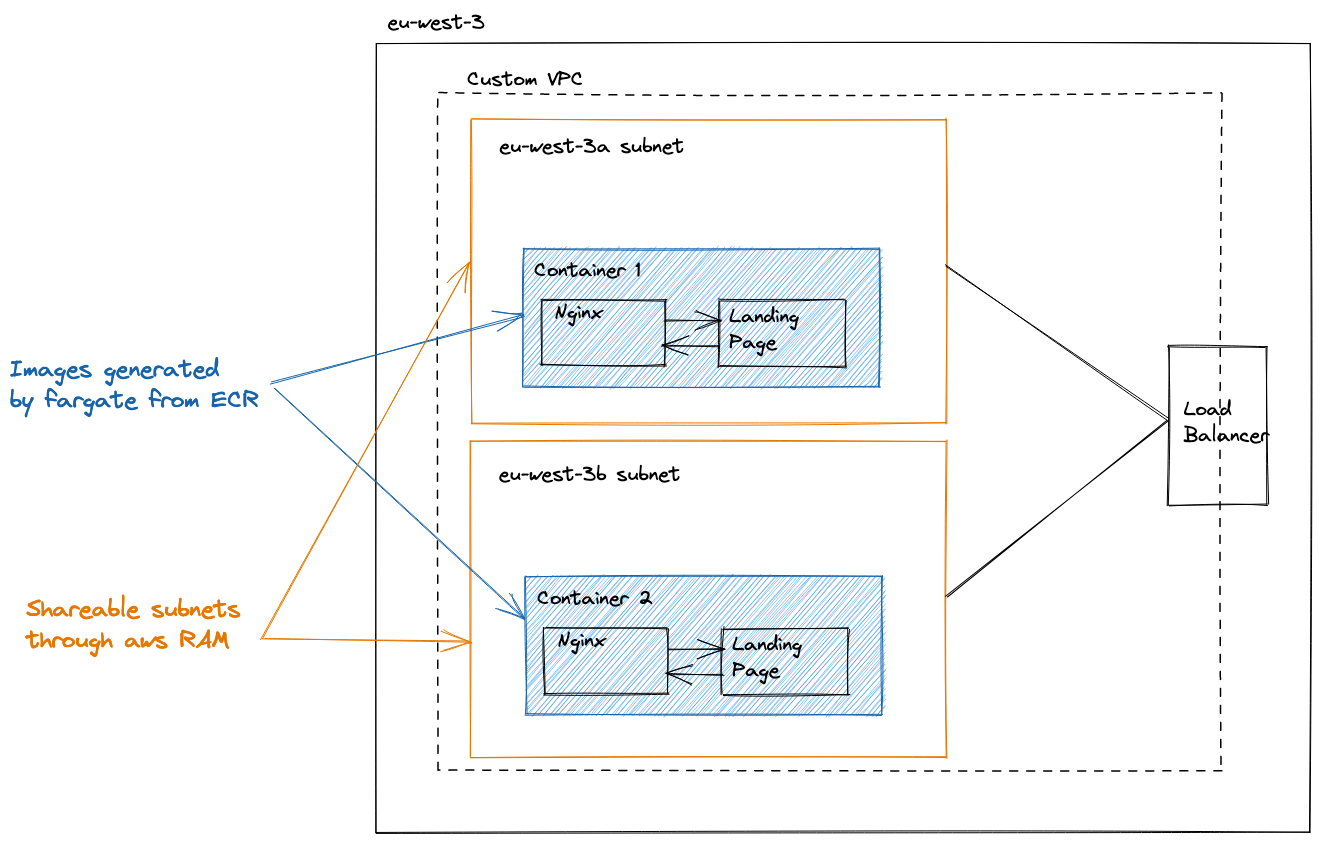 eu-west-3
Custom VPC
eu-west-3a subnet
Container 1
Nginx
Landing
Page
Images generated
by fargate from ECR
Load
Balancer
eu-west-3b subnet
Container 2
Nginx
Landing
Page
Shareable subnets
through aws RAM